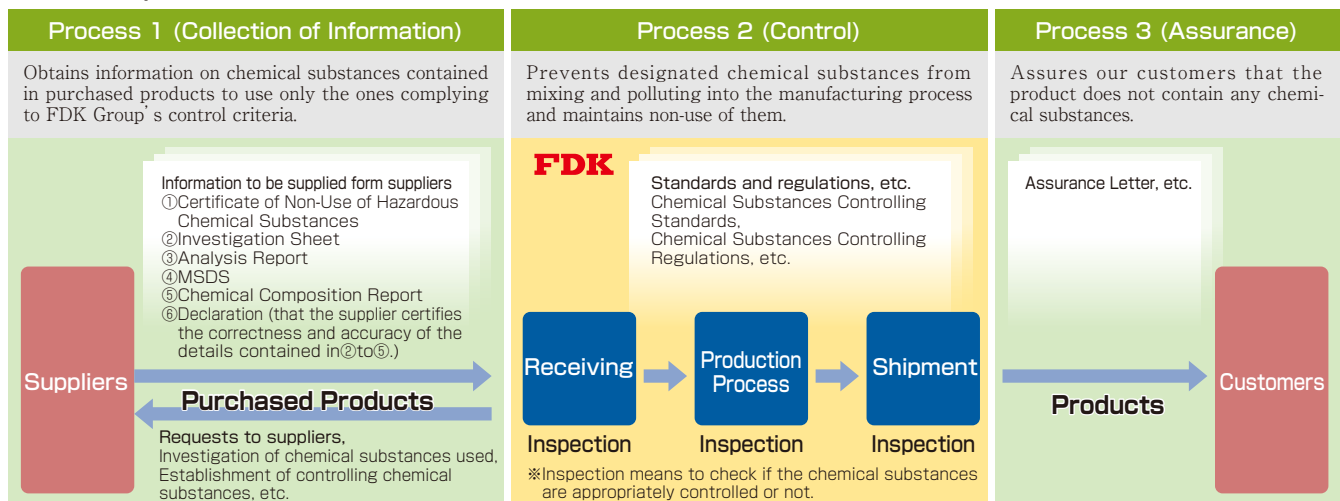 Process 1 (Collection of Information)
Obtains information on chemical substances contained
in purchased products to use only the ones complying
to FDK Group's control criteria.
Information to be supplied form suppliers
①Certificate of Non-Use of Hazardous
Chemical Substances
②Investigation Sheet
③Analysis Report
④MSDS
⑤Chemical Composition Report
⑥Declaration (that the supplier certifies
the correctness and accuracy of the
details contained in②to⑤.)
Suppliers
Purchased Products
Requests to suppliers,
Investigation of chemical substances used,
Establishment of controlling chemical
substances, etc.
Process 2 (Control)
Prevents designated chemical substances from
mixing and polluting into the manufacturing process
and maintains non-use of them.
FDK
Standards and regulations, etc.
Chemical Substances Controlling
Standards,
Chemical Substances Controlling
Regulations, etc.
Receiving
Production
Process
Shipment
Inspection
Inspection
Inspection
※Inspection means to check if the chemical substances
are appropriately controlled or not.
Process 3 (Assurance)
Assures our customers that the
product does not contain any chemi-
cal substances.
Assurance Letter, etc.
Products
Customers